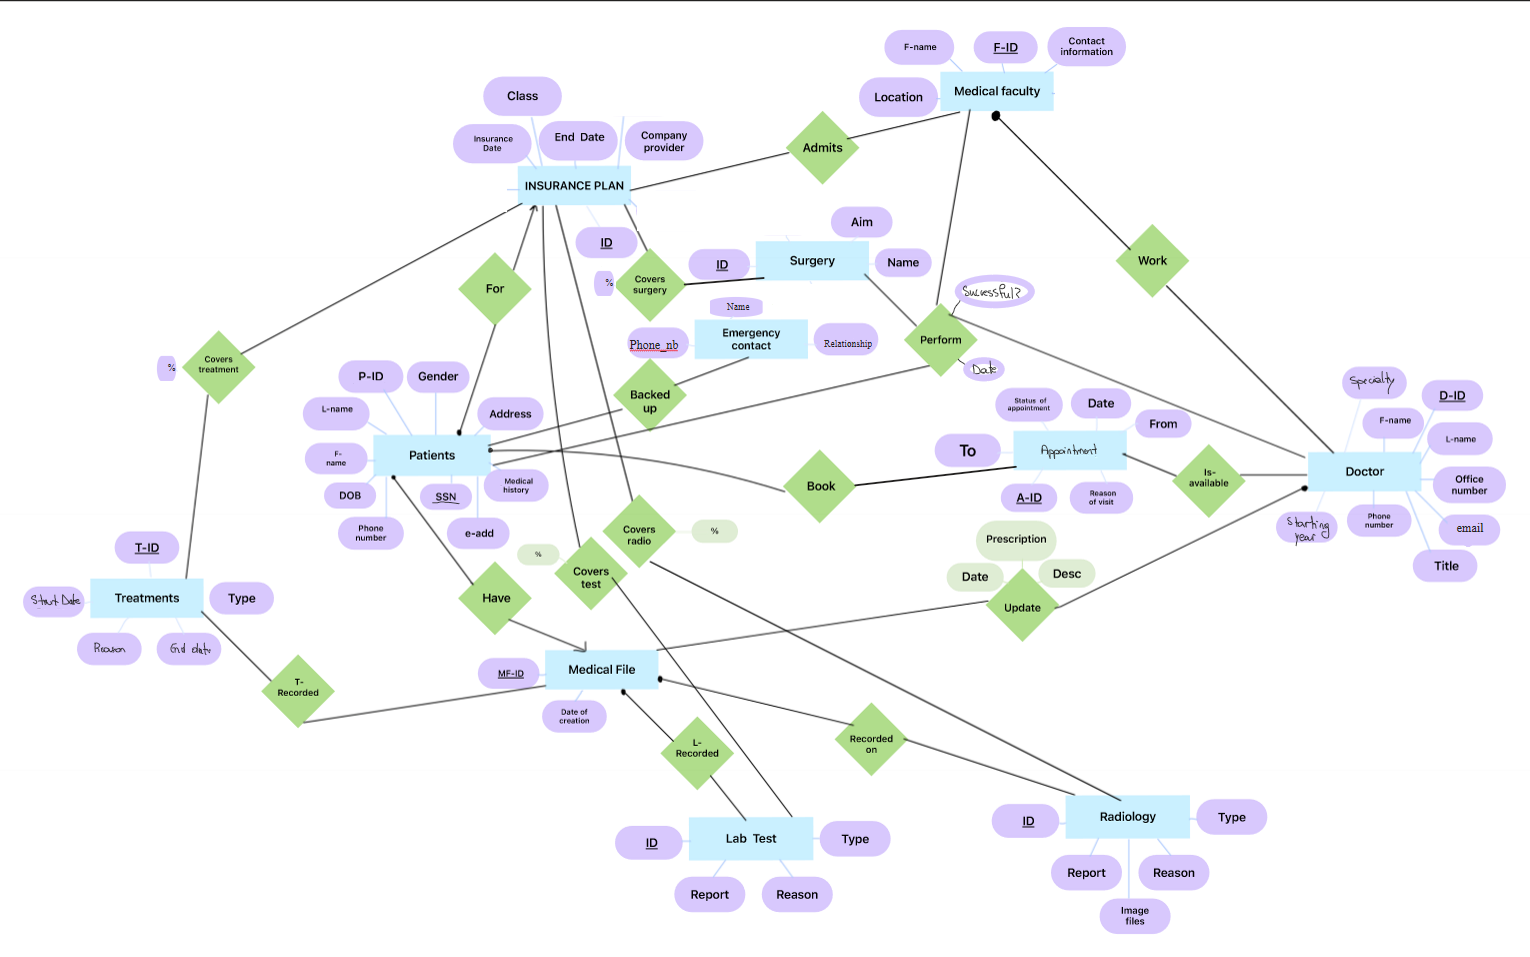 F-name
F-ID
Contact
information
Location
Medical faculty
Class
Insurance
Date
End Date
Company
provider
INSURANCE PLAN
ID
Admits
Work
For
%
Covers
surgery
ID
Surgery
Aim
Name
Successful?
Perform
Date
Name
Emergency
contact
Phone_nb
Relationship
Backed
up
%
Covers
treatment
P-ID
Gender
L-name
Address
F-
name
Patients
DOB
SSN
Medical
history
Phone
number
e-add
Status of
appointment
Date
From
To
Appointment
A-ID
Reason
of visit
Book
Is-
available
Specialty
D-ID
F-name
L-name
Doctor
Office
number
Starting
year
Phone
number
email
Title
Covers
radio
%
%
Covers
test
Prescription
Date
Desc
Update
T-ID
Start Date
Treatments
Type
Reason
End date
Have
T-
Recorded
MF-ID
Medical File
Date of
creation
L-
Recorded
Recorded
on
ID
Lab Test
Type
Report
Reason
ID
Radiology
Type
Report
Reason
Image
files